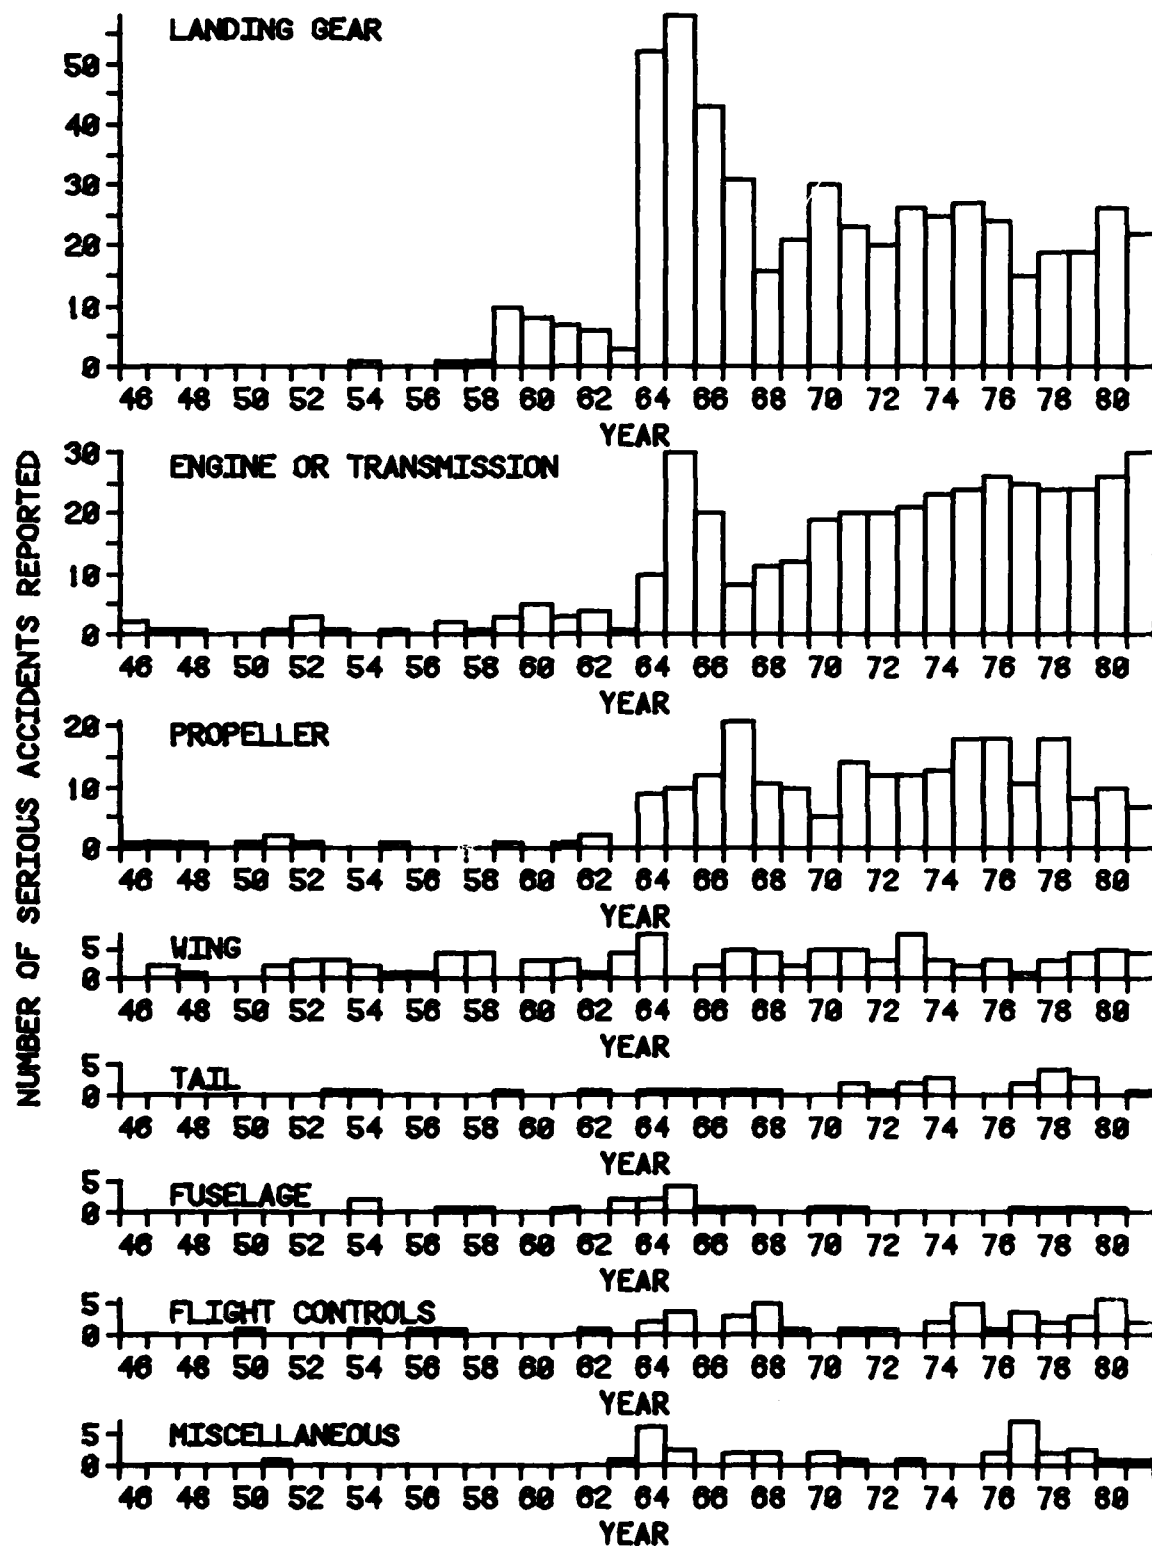 NUMBER OF SERIOUS ACCIDENTS REPORTED
LANDING GEAR
50
40
30
20
10
0
46 48 50 52 54 56 58 60 62 64 66 68 70 72 74 76 78 80
YEAR
ENGINE OR TRANSMISSION
30
20
10
0
46 48 50 52 54 56 58 60 62 64 66 68 70 72 74 76 78 80
YEAR
PROPELLER
20
10
0
46 48 50 52 54 56 58 60 62 64 66 68 70 72 74 76 78 80
YEAR
WING
5
0
46 48 50 52 54 56 58 60 62 64 66 68 70 72 74 76 78 80
YEAR
TAIL
5
0
46 48 50 52 54 56 58 60 62 64 66 68 70 72 74 76 78 80
YEAR
FUSELAGE
5
0
46 48 50 52 54 56 58 60 62 64 66 68 70 72 74 76 78 80
YEAR
FLIGHT CONTROLS
5
0
46 48 50 52 54 56 58 60 62 64 66 68 70 72 74 76 78 80
YEAR
MISCELLANEOUS
5
0
46 48 50 52 54 56 58 60 62 64 66 68 70 72 74 76 78 80
YEAR